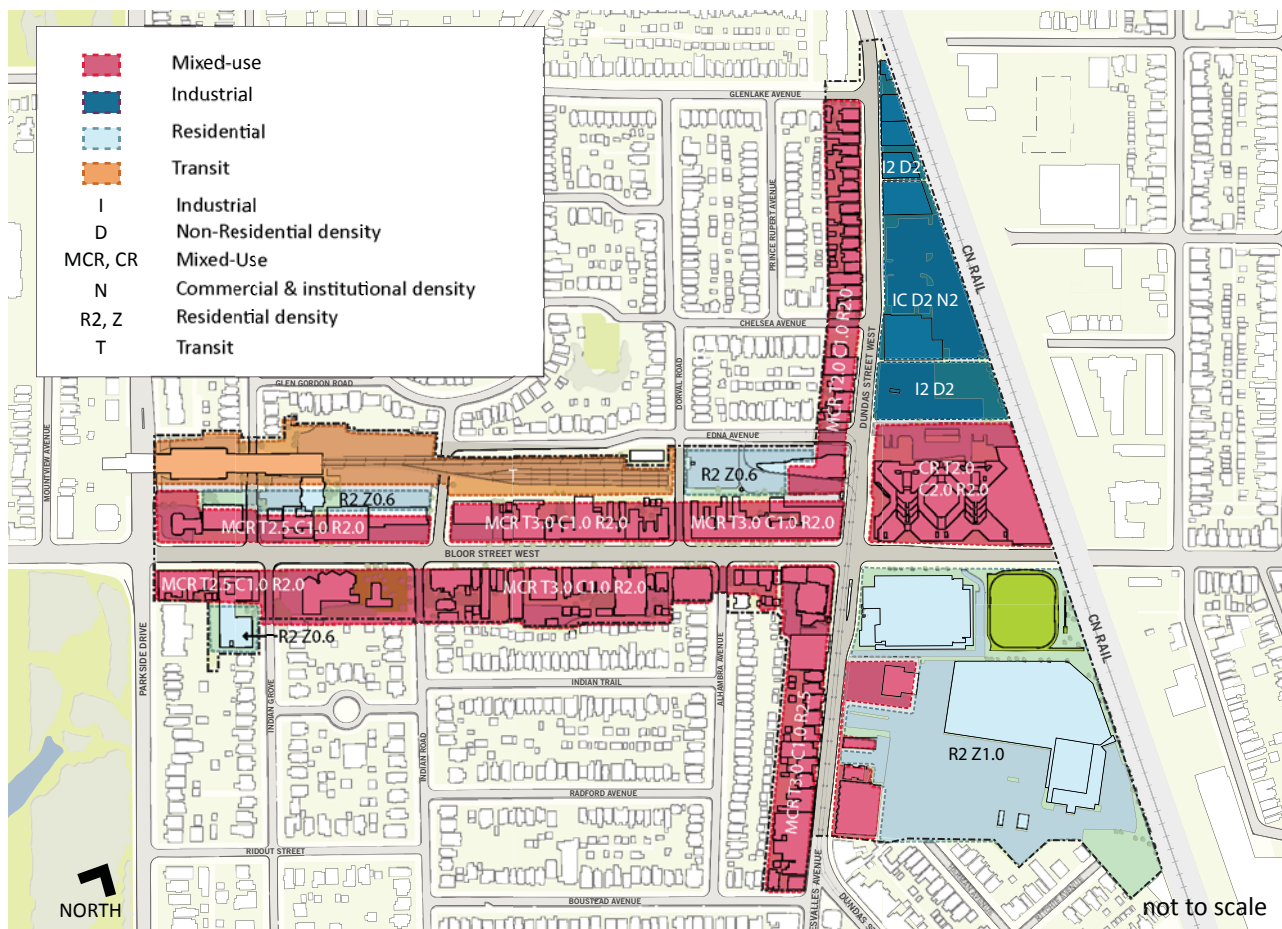 Mixed-use
Industrial
Residential
Transit
I Industrial
D Non-Residential density
MCR, CR Mixed-Use
N Commercial & institutional density
R2, Z Residential density
T Transit
GLENLAKE AVENUE
PRINCE RUPERT AVENUE
I2 D2
CN RAIL
IC D2 N2
MCR T2.0 C1.0 R2.0
CHELSEA AVENUE
DUNDAS STREET WEST
DORVAL ROAD
I2 D2
GLEN GORDON ROAD
MOUNTVIEW AVENUE
EDNA AVENUE
T
R2 Z0.6
CR T2.0
C2.0 R2.0
R2 Z0.6
MCR T2.5 C1.0 R2.0
MCR T3.0 C1.0 R2.0
MCR T3.0 C1.0 R2.0
BLOOR STREET WEST
MCR T2.5 C1.0 R2.0
MCR T3.0 C1.0 R2.0
R2 Z0.6
CN RAIL
PARKSIDE DRIVE
INDIAN GROVE
INDIAN ROAD
INDIAN TRAIL
ALHAMBRA AVENUE
MCR T3.0 C1.0 R2.5
R2 Z1.0
RADFORD AVENUE
RIDOUT STREET
BOUSTEAD AVENUE
ESVALLES AVENUE
DUNDAS S
NORTH
not to scale